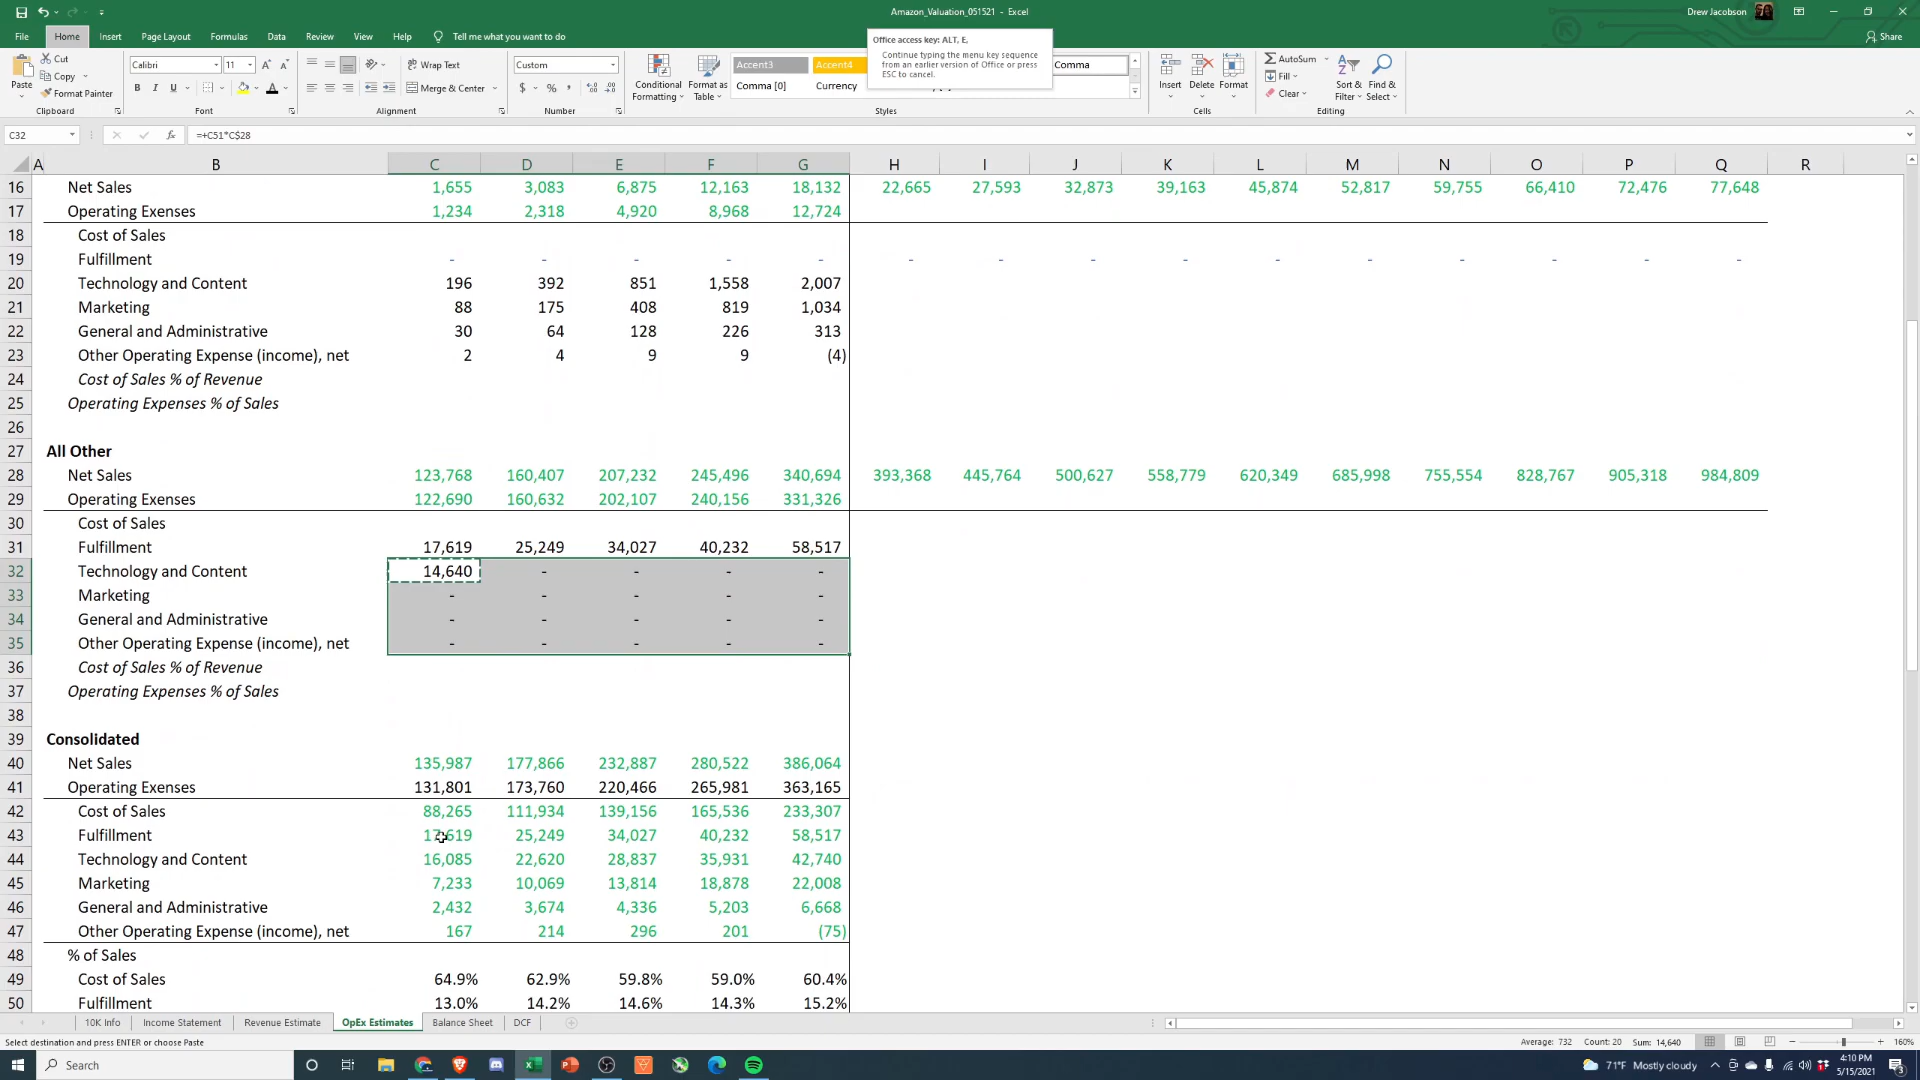 Amazon_Valuation_051521 - Excel
Drew Jacobson
File Home Insert Page Layout Formulas Data Review View Help Tell me what you want to do Share
Office access key: ALT, E,
Continue typing the menu key sequence
from an earlier version of Office or press
ESC to cancel.
Paste Cut Copy Format Painter Clipboard
Calibri 11 B I U A Font
Wrap Text Merge & Center Alignment
Custom $ % , Number
Conditional Formatting Format as Table
Accent3 Accent4 Comma
Comma [0] Currency Styles
Insert Delete Format Cells
AutoSum Fill Clear Sort & Filter Find & Select Editing
C32 fx =+C51*C$28
A B C D E F G H I J K L M N O P Q R
16 Net Sales 1,655 3,083 6,875 12,163 18,132 22,665 27,593 32,873 39,163 45,874 52,817 59,755 66,410 72,476 77,648
17 Operating Exenses 1,234 2,318 4,920 8,968 12,724
18 Cost of Sales
19 Fulfillment - - - - - - - - - - - - - - -
20 Technology and Content 196 392 851 1,558 2,007
21 Marketing 88 175 408 819 1,034
22 General and Administrative 30 64 128 226 313
23 Other Operating Expense (income), net 2 4 9 9 (4)
24 Cost of Sales % of Revenue
25 Operating Expenses % of Sales
26
27 All Other
28 Net Sales 123,768 160,407 207,232 245,496 340,694 393,368 445,764 500,627 558,779 620,349 685,998 755,554 828,767 905,318 984,809
29 Operating Exenses 122,690 160,632 202,107 240,156 331,326
30 Cost of Sales
31 Fulfillment 17,619 25,249 34,027 40,232 58,517
32 Technology and Content 14,640 - - - -
33 Marketing - - - - -
34 General and Administrative - - - - -
35 Other Operating Expense (income), net - - - - -
36 Cost of Sales % of Revenue
37 Operating Expenses % of Sales
38
39 Consolidated
40 Net Sales 135,987 177,866 232,887 280,522 386,064
41 Operating Exenses 131,801 173,760 220,466 265,981 363,165
42 Cost of Sales 88,265 111,934 139,156 165,536 233,307
43 Fulfillment 17,619 25,249 34,027 40,232 58,517
44 Technology and Content 16,085 22,620 28,837 35,931 42,740
45 Marketing 7,233 10,069 13,814 18,878 22,008
46 General and Administrative 2,432 3,674 4,336 5,203 6,668
47 Other Operating Expense (income), net 167 214 296 201 (75)
48 % of Sales
49 Cost of Sales 64.9% 62.9% 59.8% 59.0% 60.4%
50 Fulfillment 13.0% 14.2% 14.6% 14.3% 15.2%
10K Info Income Statement Revenue Estimate OpEx Estimates Balance Sheet DCF
Select destination and press ENTER or choose Paste Average: 732 Count: 20 Sum: 14,640 160%
Search 71°F Mostly cloudy 4:10 PM
5/15/2021